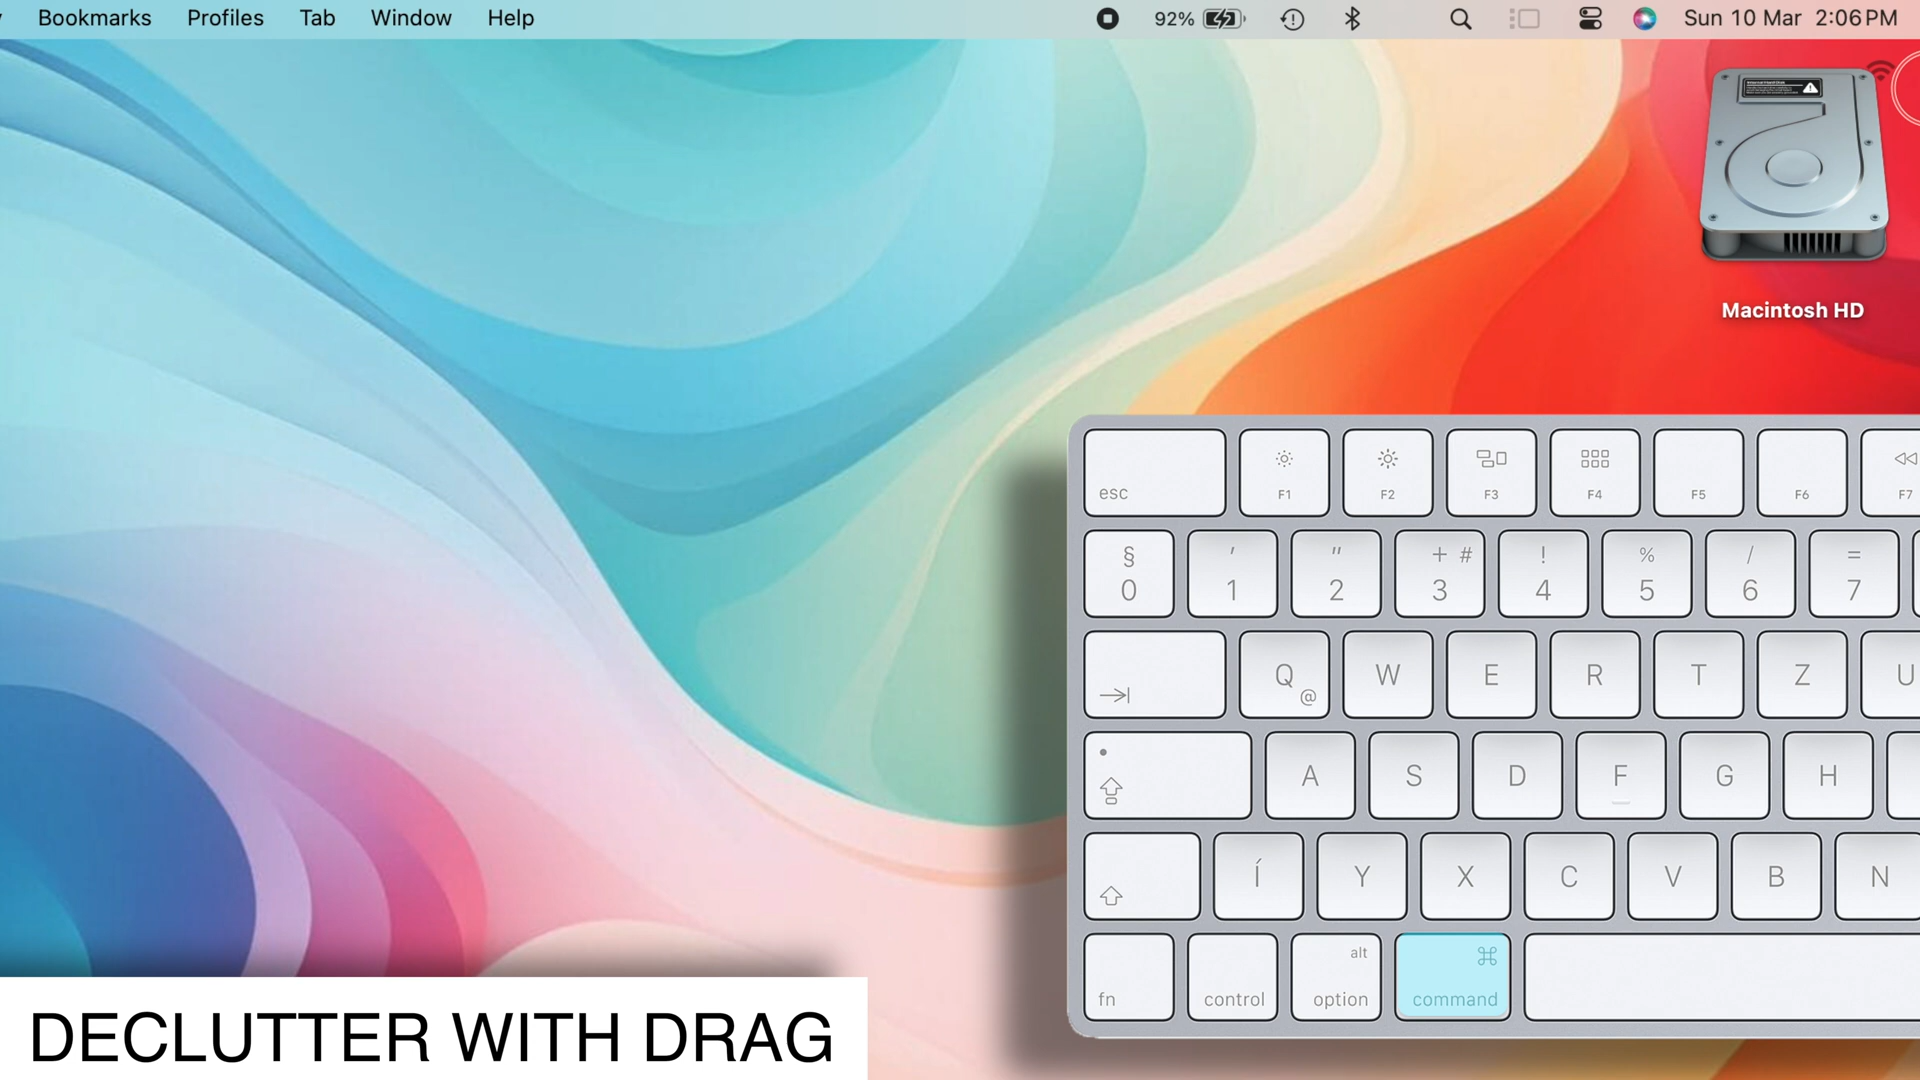 Bookmarks Profiles Tab Window Help 92% Sun 10 Mar 2:06 PM
Macintosh HD
esc F1 F2 F3 F4 F5 F6 F7
§ ' " + # ! % / =
0 1 2 3 4 5 6 7
Q @ W E R T Z U
A S D F G H
Í Y X C V B N
alt ⌘
fn control option command
DECLUTTER WITH DRAG